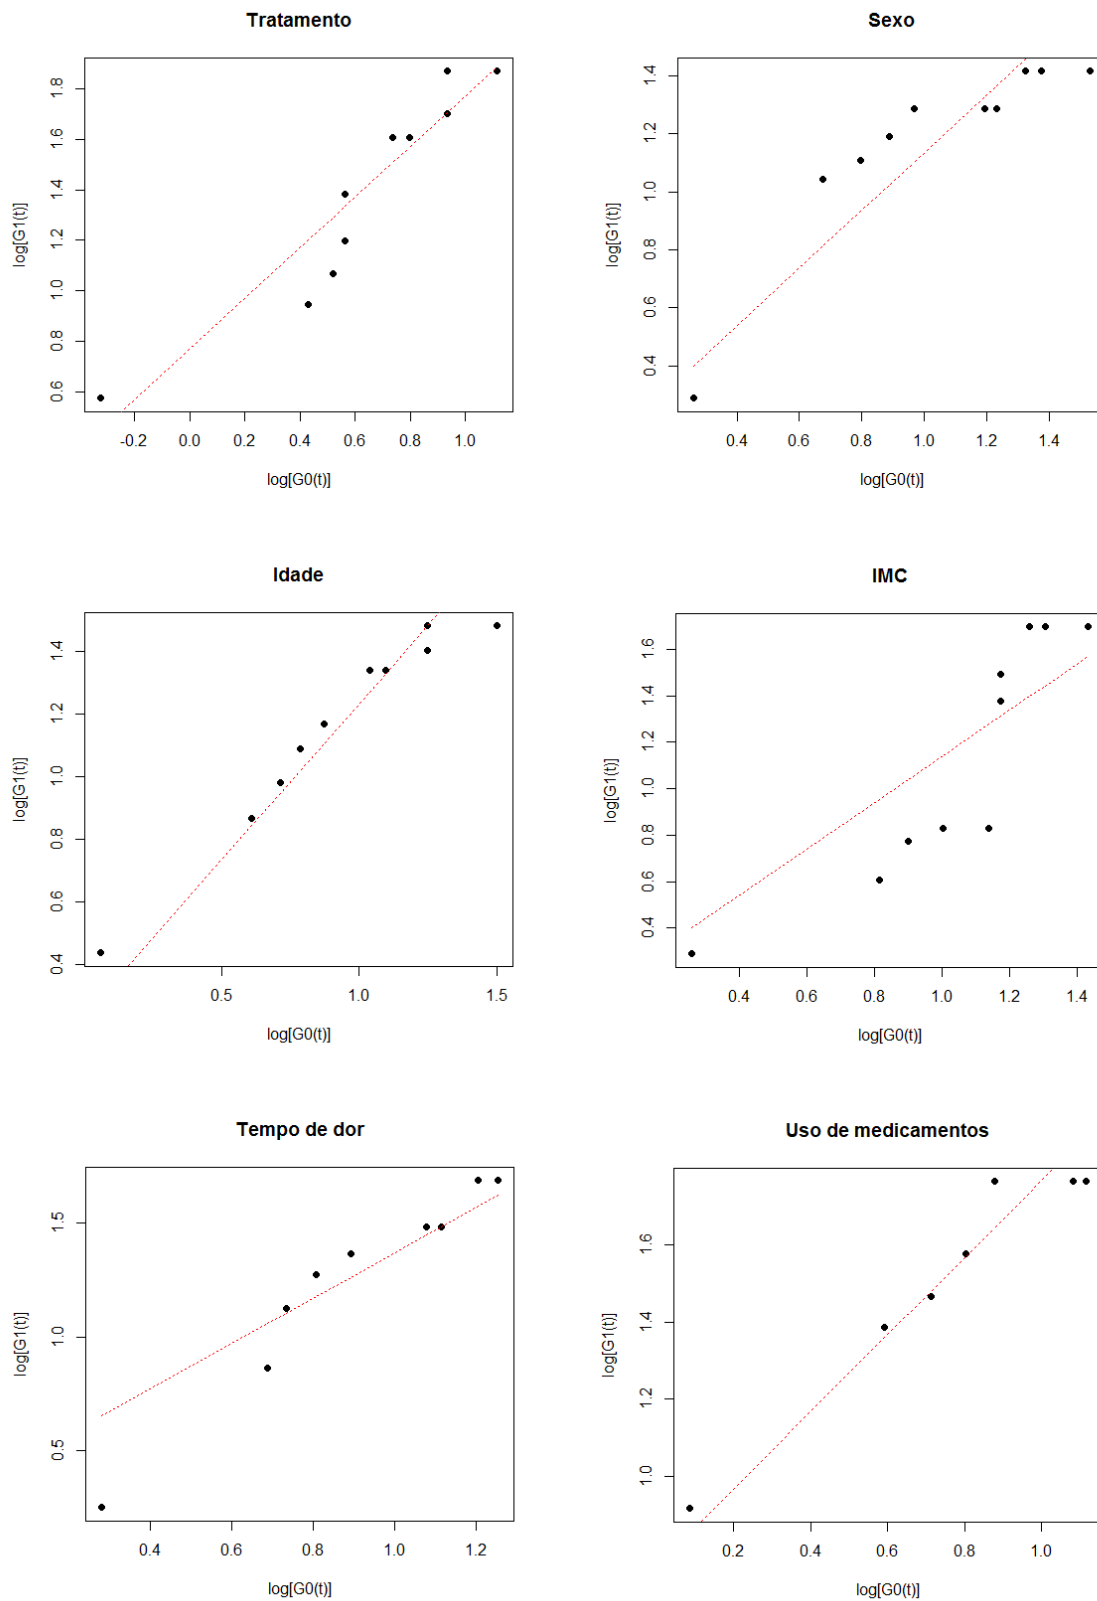 Tratamento
log[G1(t)]
0.6 0.8 1.0 1.2 1.4 1.6 1.8
-0.2 0.0 0.2 0.4 0.6 0.8 1.0
log[G0(t)]
Sexo
log[G1(t)]
0.4 0.6 0.8 1.0 1.2 1.4
0.4 0.6 0.8 1.0 1.2 1.4
log[G0(t)]
Idade
log[G1(t)]
0.4 0.6 0.8 1.0 1.2 1.4
0.5 1.0 1.5
log[G0(t)]
IMC
log[G1(t)]
0.4 0.6 0.8 1.0 1.2 1.4 1.6
0.4 0.6 0.8 1.0 1.2 1.4
log[G0(t)]
Tempo de dor
log[G1(t)]
0.5 1.0 1.5
0.4 0.6 0.8 1.0 1.2
log[G0(t)]
Uso de medicamentos
log[G1(t)]
1.0 1.2 1.4 1.6
0.2 0.4 0.6 0.8 1.0
log[G0(t)]